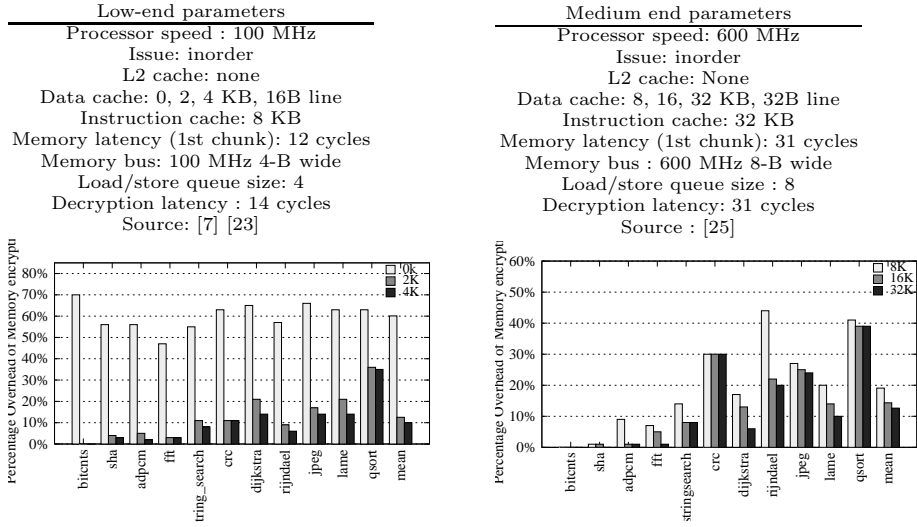 Low-end parameters
Processor speed : 100 MHz
Issue: inorder
L2 cache: none
Data cache: 0, 2, 4 KB, 16B line
Instruction cache: 8 KB
Memory latency (1st chunk): 12 cycles
Memory bus: 100 MHz 4-B wide
Load/store queue size: 4
Decryption latency : 14 cycles
Source: [7] [23]
Percentage Overhead of Memory encrypti
80%
70%
60%
50%
40%
30%
20%
10%
0%
0k
2K
4K
bitcnts
sha
adpcm
fft
tring_search
crc
dijkstra
rijndael
jpeg
lame
qsort
mean
Medium end parameters
Processor speed: 600 MHz
Issue: inorder
L2 cache: None
Data cache: 8, 16, 32 KB, 32B line
Instruction cache: 32 KB
Memory latency (1st chunk): 31 cycles
Memory bus : 600 MHz 8-B wide
Load/store queue size : 8
Decryption latency: 31 cycles
Source : [25]
Percentage Overhead of Memory encrypti
60%
50%
40%
30%
20%
10%
0%
8K
16K
32K
bitcnts
sha
adpcm
fft
stringsearch
crc
dijkstra
rijndael
jpeg
lame
qsort
mean